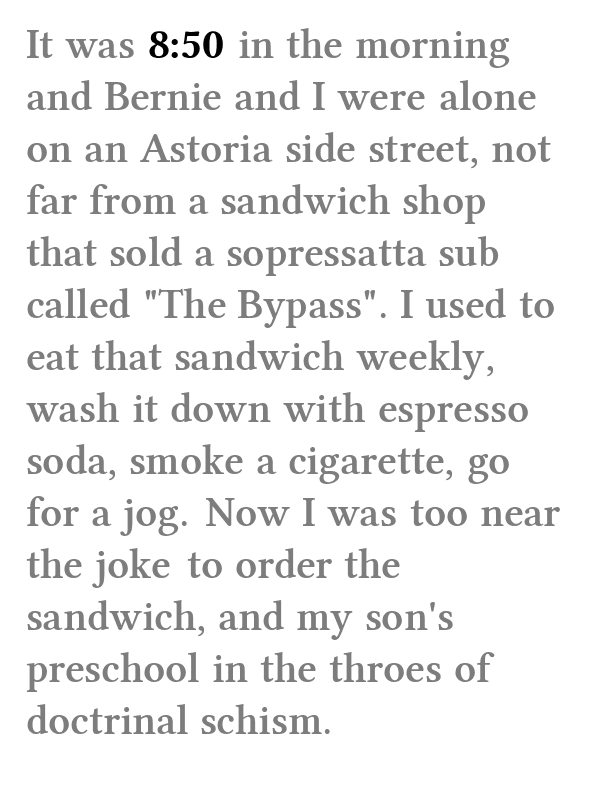 It was 8:50 in the morning
and Bernie and I were alone
on an Astoria side street, not
far from a sandwich shop
that sold a sopressatta sub
called "The Bypass". I used to
eat that sandwich weekly,
wash it down with espresso
soda, smoke a cigarette, go
for a jog. Now I was too near
the joke to order the
sandwich, and my son's
preschool in the throes of
doctrinal schism.